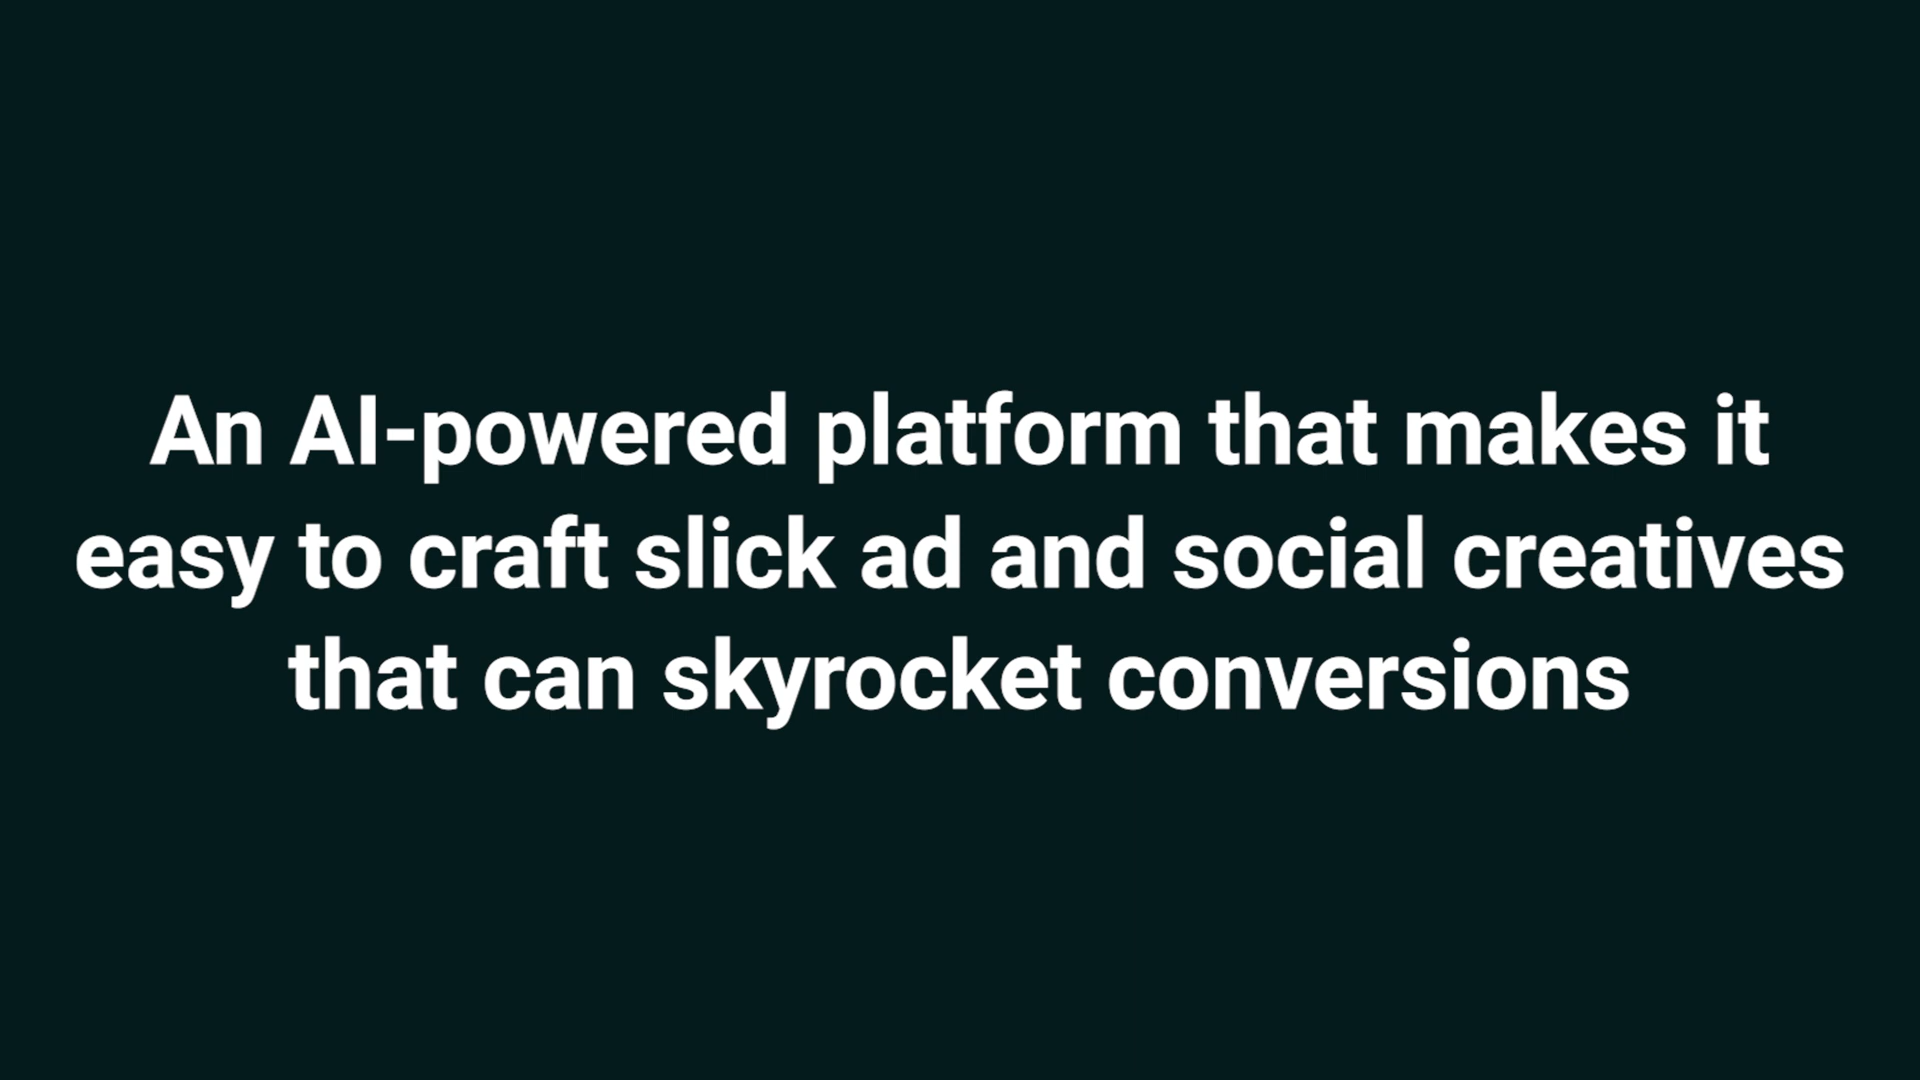 An AI-powered platform that makes it
easy to craft slick ad and social creatives
that can skyrocket conversions